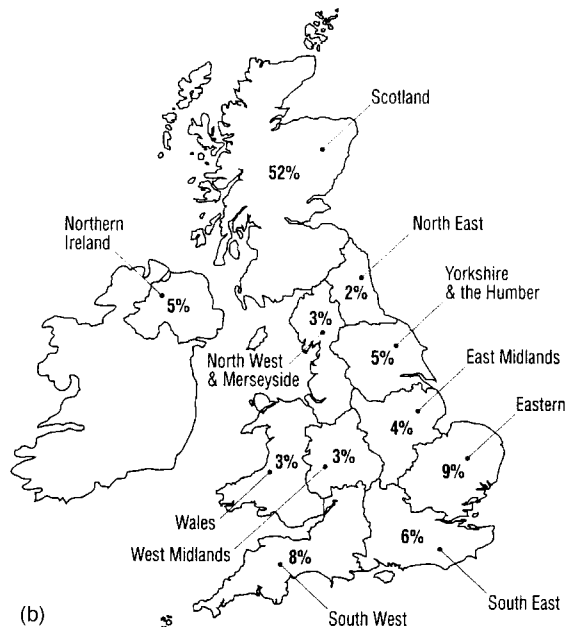 Scotland
52%
Northern
Ireland
5%
North East
2%
Yorkshire
& the Humber
3%
North West
& Merseyside
5%
East Midlands
4%
Eastern
9%
3%
Wales
3%
West Midlands
6%
South East
8%
South West
(b)